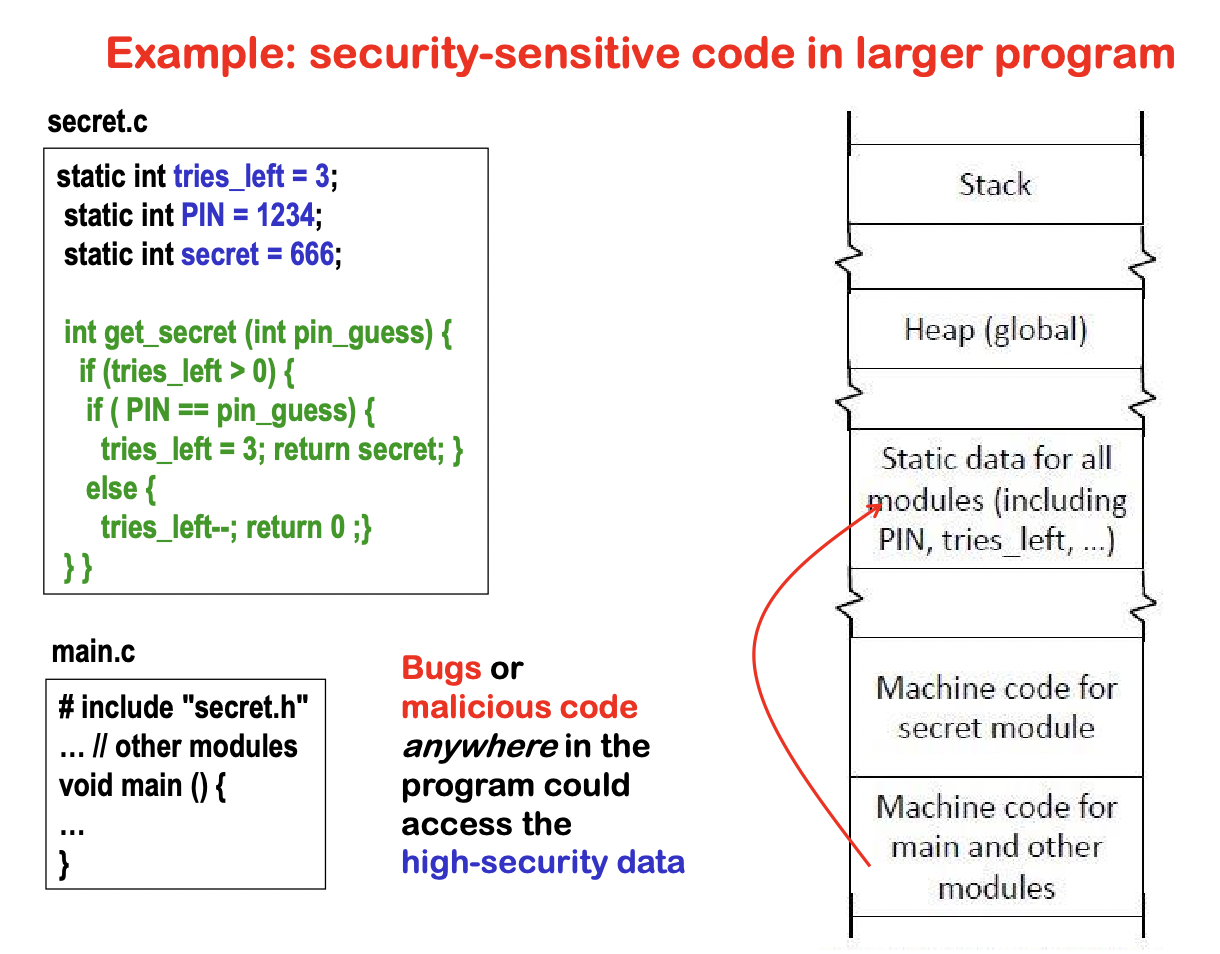 Example: security-sensitive code in larger program
secret.c
static int tries_left = 3;
static int PIN = 1234;
static int secret = 666;
int get_secret (int pin_guess) {
if (tries_left > 0) {
if ( PIN == pin_guess) {
tries_left = 3; return secret; }
else {
tries_left--; return 0 ;}
} }
main.c
# include "secret.h"
… // other modules
void main () {
…
}
Bugs or
malicious code
anywhere in the
program could
access the
high-security data
Stack
Heap (global)
Static data for all
modules (including
PIN, tries_left, ...)
Machine code for
secret module
Machine code for
main and other
modules